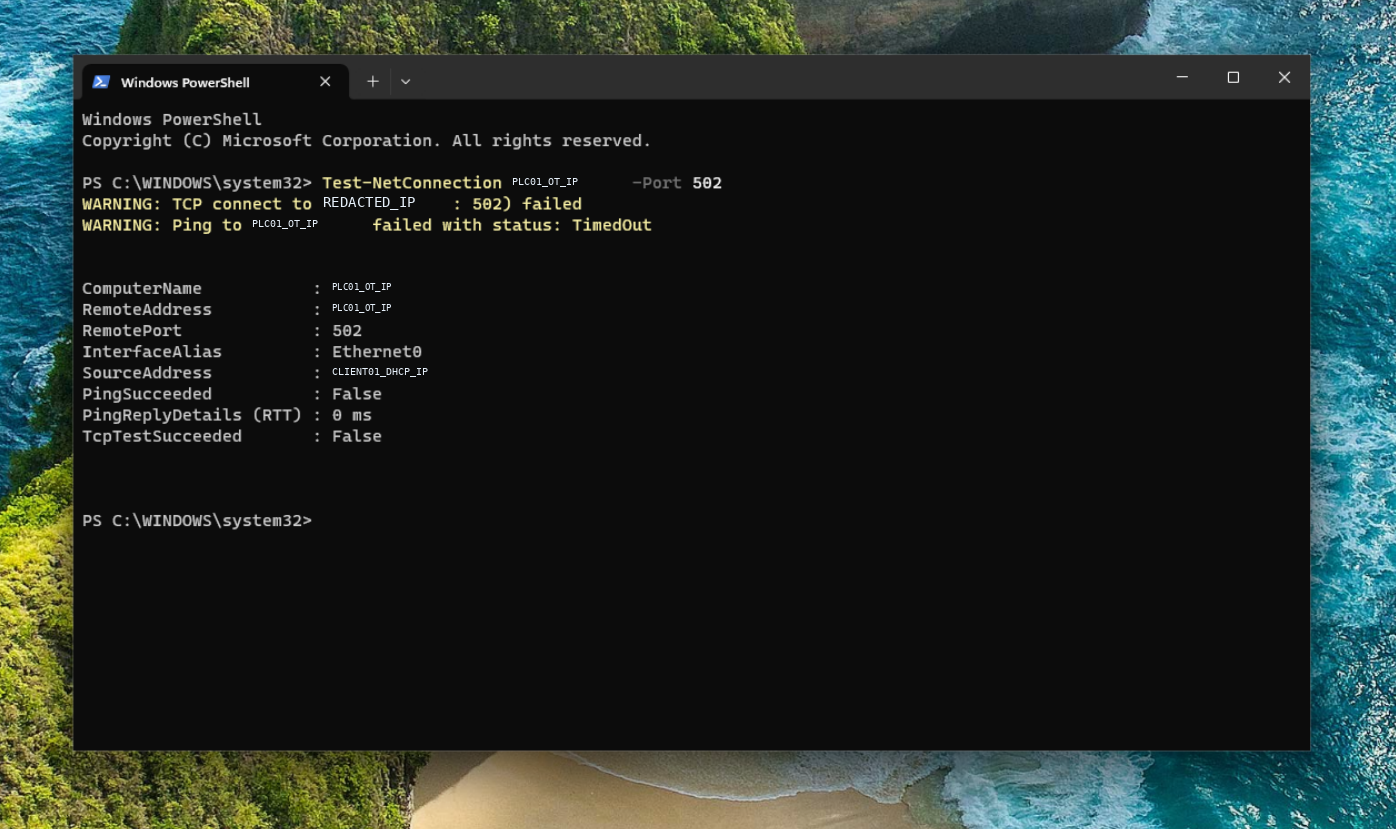 Windows PowerShell
Windows PowerShell
Copyright (C) Microsoft Corporation. All rights reserved.
PS C:\WINDOWS\system32> Test-NetConnection PLC01_OT_IP -Port 502
WARNING: TCP connect to REDACTED_IP : 502) failed
WARNING: Ping to PLC01_OT_IP failed with status: TimedOut
ComputerName : PLC01_OT_IP
RemoteAddress : PLC01_OT_IP
RemotePort : 502
InterfaceAlias : Ethernet0
SourceAddress : CLIENT01_DHCP_IP
PingSucceeded : False
PingReplyDetails (RTT) : 0 ms
TcpTestSucceeded : False
PS C:\WINDOWS\system32>